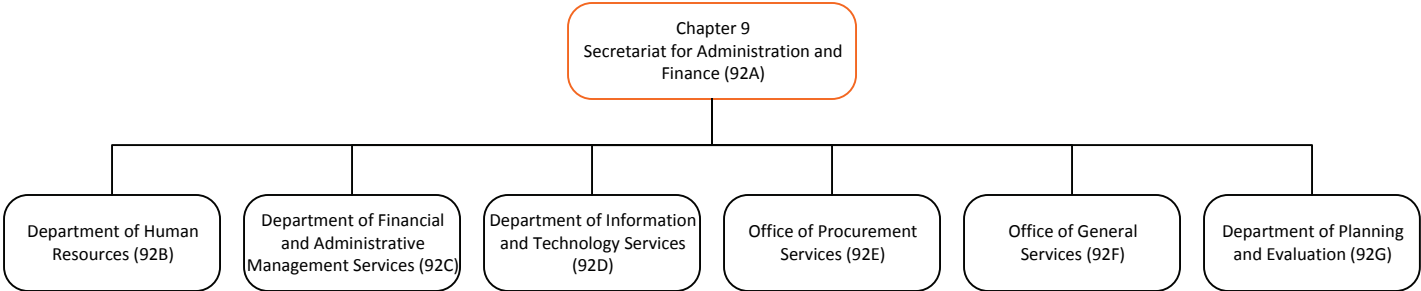 Chapter 9
Secretariat for Administration and
Finance (92A)
Department of Human
Resources (92B)
Department of Financial
and Administrative
Management Services (92C)
Department of Information
and Technology Services
(92D)
Office of Procurement
Services (92E)
Office of General
Services (92F)
Department of Planning
and Evaluation (92G)